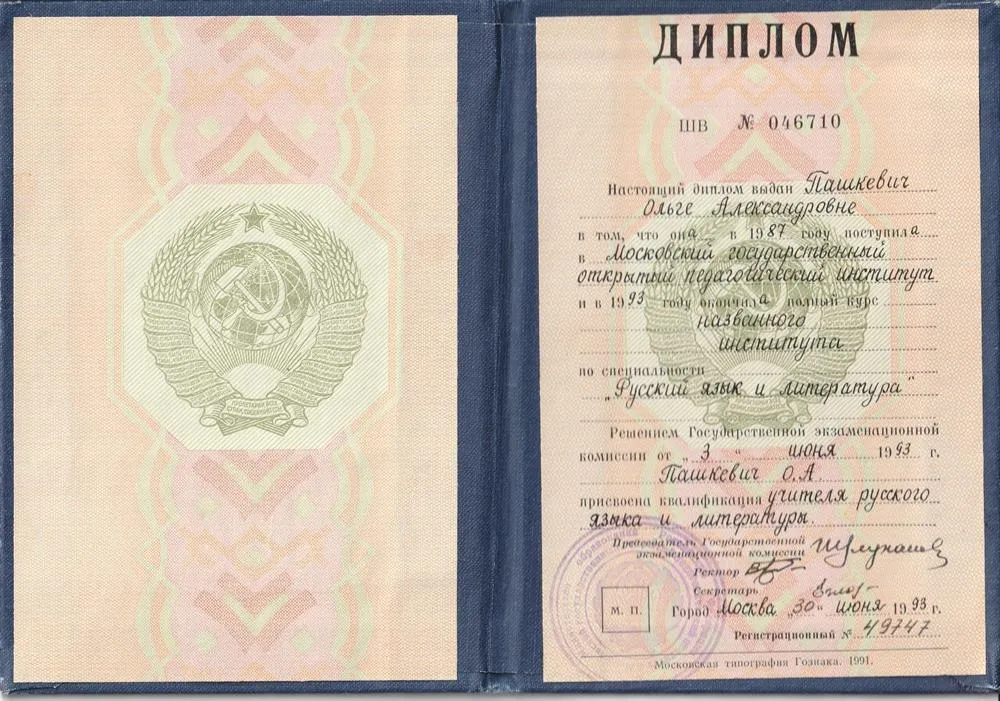 ДИПЛОМ
ШВ № 046710
Настоящий диплом выдан Пашкевич
Ольге Александровне
в том, что она в 1987 году поступила
в Московский государственный
открытый педагогический институт
и в 1993 году окончила полный курс
названного
института
по специальности
„Русский язык и литература"
Решением Государственной экзаменационной
комиссии от „3" июня 1993 г.
Пашкевич О.А.
присвоена квалификация учителя русского
языка и литературы.
Председатель Государственной
экзаменационной комиссии
Ректор
Секретарь
М. П.
Город Москва „30" июня 1993 г.
Регистрационный № 49747
Московская типография Гознака. 1991.